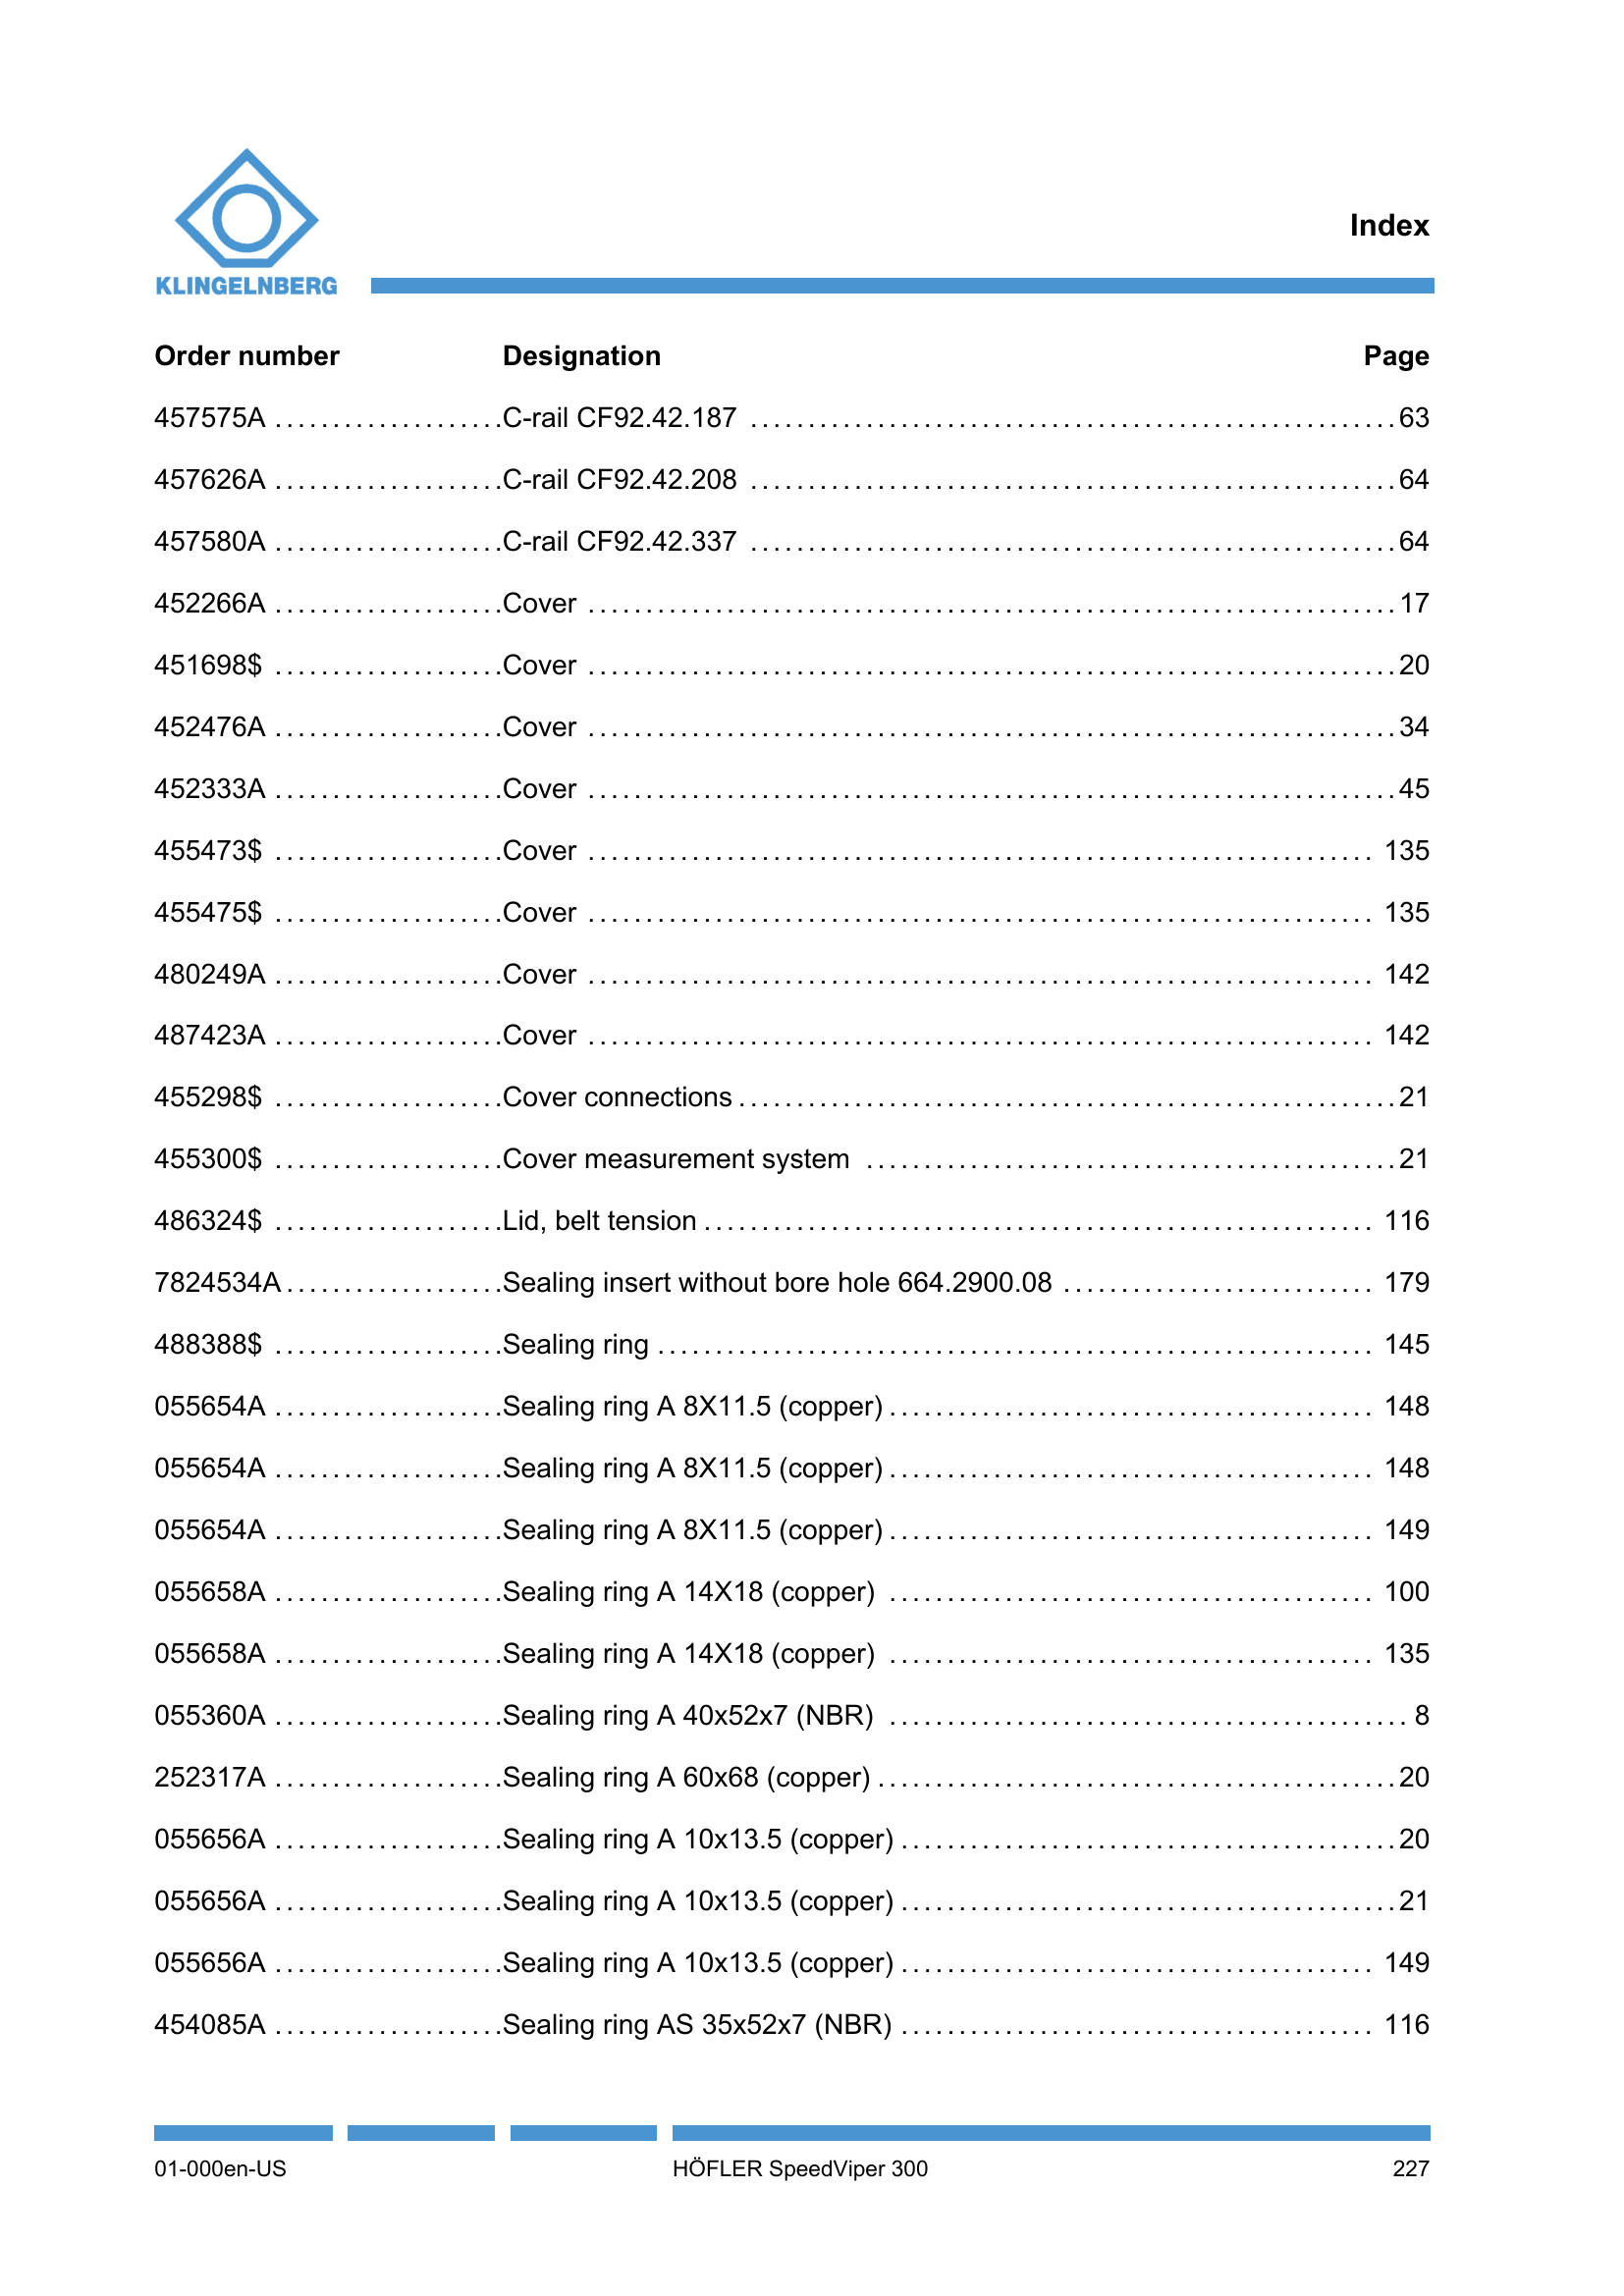 KLINGELNBERG
Index
Order number Designation Page
457575A ....................C-rail CF92.42.187 ........................................................63
457626A ....................C-rail CF92.42.208 ........................................................64
457580A ....................C-rail CF92.42.337 ........................................................64
452266A ....................Cover ......................................................................17
451698$ ....................Cover ......................................................................20
452476A ....................Cover ......................................................................34
452333A ....................Cover ......................................................................45
455473$ ....................Cover .................................................................... 135
455475$ ....................Cover .................................................................... 135
480249A ....................Cover .................................................................... 142
487423A ....................Cover .................................................................... 142
455298$ ....................Cover connections .........................................................21
455300$ ....................Cover measurement system ..............................................21
486324$ ....................Lid, belt tension .......................................................... 116
7824534A...................Sealing insert without bore hole 664.2900.08 ........................... 179
488388$ ....................Sealing ring .............................................................. 145
055654A ....................Sealing ring A 8X11.5 (copper) .......................................... 148
055654A ....................Sealing ring A 8X11.5 (copper) .......................................... 148
055654A ....................Sealing ring A 8X11.5 (copper) .......................................... 149
055658A ....................Sealing ring A 14X18 (copper) .......................................... 100
055658A ....................Sealing ring A 14X18 (copper) .......................................... 135
055360A ....................Sealing ring A 40x52x7 (NBR) ............................................. 8
252317A ....................Sealing ring A 60x68 (copper) .............................................20
055656A ....................Sealing ring A 10x13.5 (copper) ...........................................20
055656A ....................Sealing ring A 10x13.5 (copper) ...........................................21
055656A ....................Sealing ring A 10x13.5 (copper) ......................................... 149
454085A ....................Sealing ring AS 35x52x7 (NBR) ......................................... 116
01-000en-US HÖFLER SpeedViper 300 227